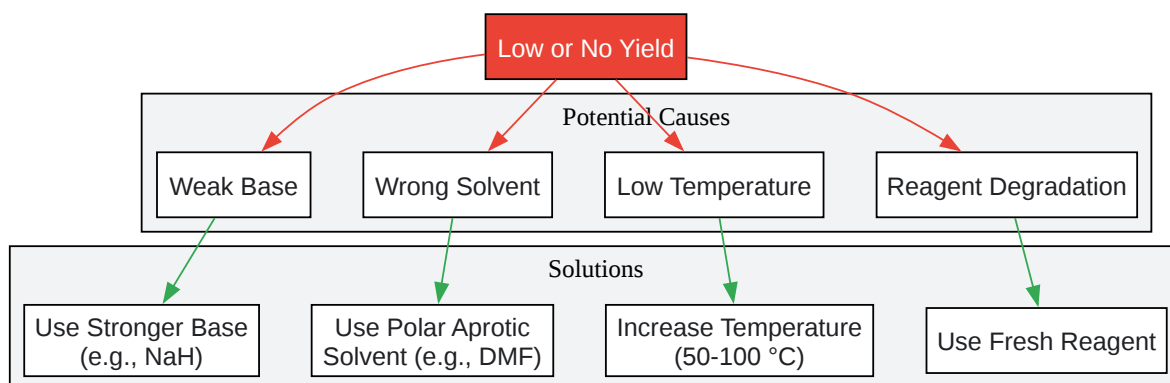 Low or No Yield
Potential Causes
Weak Base
Wrong Solvent
Low Temperature
Reagent Degradation
Solutions
Use Stronger Base
(e.g., NaH)
Use Polar Aprotic
Solvent (e.g., DMF)
Increase Temperature
(50-100 °C)
Use Fresh Reagent